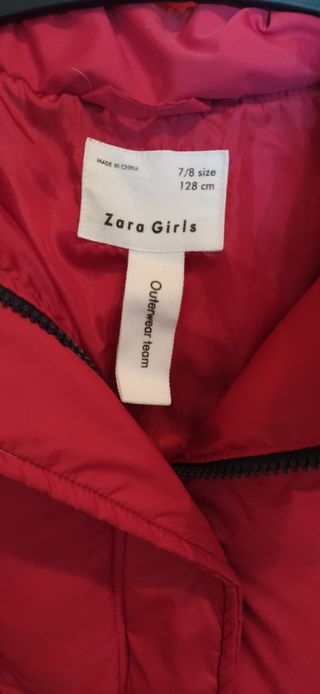 MADE IN CHINA
7/8 size
128 cm
Zara Girls
Outerwear team